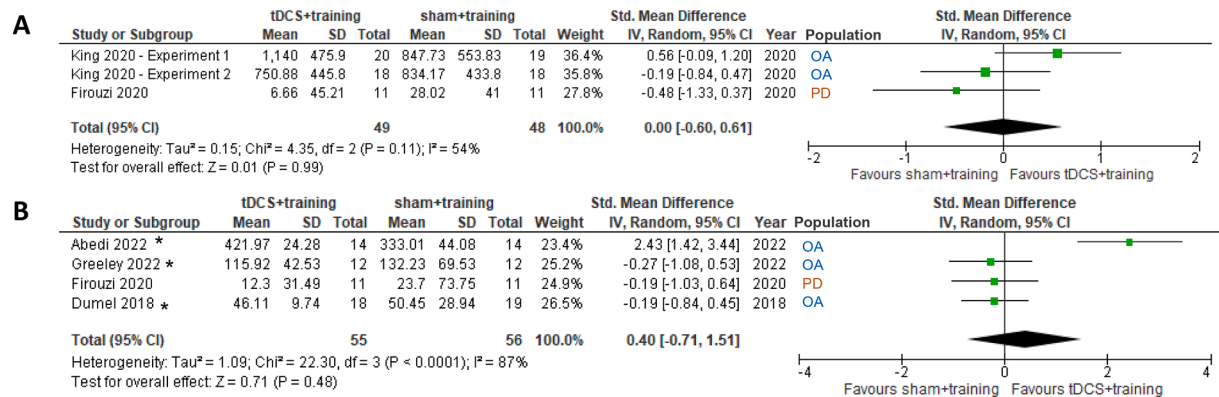 A
tDCS+training sham+training Std. Mean Difference Std. Mean Difference
Study or Subgroup Mean SD Total Mean SD Total Weight IV, Random, 95% CI Year Population IV, Random, 95% CI
King 2020 - Experiment 1 1,140 475.9 20 847.73 553.83 19 36.4% 0.56 [-0.09, 1.20] 2020 OA
King 2020 - Experiment 2 750.88 445.8 18 834.17 433.8 18 35.8% -0.19 [-0.84, 0.47] 2020 OA
Firouzi 2020 6.66 45.21 11 28.02 41 11 27.8% -0.48 [-1.33, 0.37] 2020 PD
Total (95% CI) 49 48 100.0% 0.00 [-0.60, 0.61]
Heterogeneity: Tau² = 0.15; Chi² = 4.35, df = 2 (P = 0.11); I² = 54%
Test for overall effect: Z = 0.01 (P = 0.99)
-2 -1 0 1 2
Favours sham+training Favours tDCS+training
B
tDCS+training sham+training Std. Mean Difference Std. Mean Difference
Study or Subgroup Mean SD Total Mean SD Total Weight IV, Random, 95% CI Year Population IV, Random, 95% CI
Abedi 2022 * 421.97 24.28 14 333.01 44.08 14 23.4% 2.43 [1.42, 3.44] 2022 OA
Greeley 2022 * 115.92 42.53 12 132.23 69.53 12 25.2% -0.27 [-1.08, 0.53] 2022 OA
Firouzi 2020 12.3 31.49 11 23.7 73.75 11 24.9% -0.19 [-1.03, 0.64] 2020 PD
Dumel 2018 * 46.11 9.74 18 50.45 28.94 19 26.5% -0.19 [-0.84, 0.45] 2018 OA
Total (95% CI) 55 56 100.0% 0.40 [-0.71, 1.51]
Heterogeneity: Tau² = 1.09; Chi² = 22.30, df = 3 (P < 0.0001); I² = 87%
Test for overall effect: Z = 0.71 (P = 0.48)
-4 -2 0 2 4
Favours sham+training Favours tDCS+training